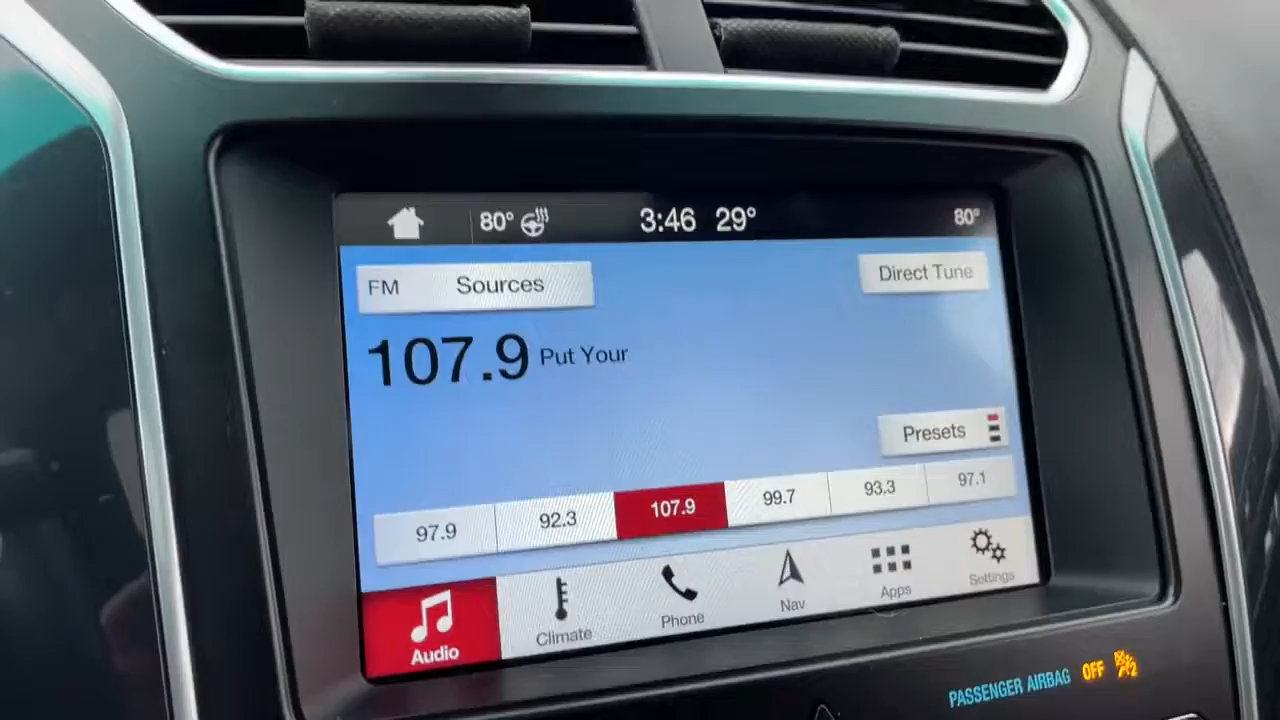 80° 3:46 29° 80°
FM Sources Direct Tune
107.9 Put Your
Presets
97.9 92.3 107.9 99.7 93.3 97.1
Audio Climate Phone Nav Apps Settings
PASSENGER AIRBAG OFF 2